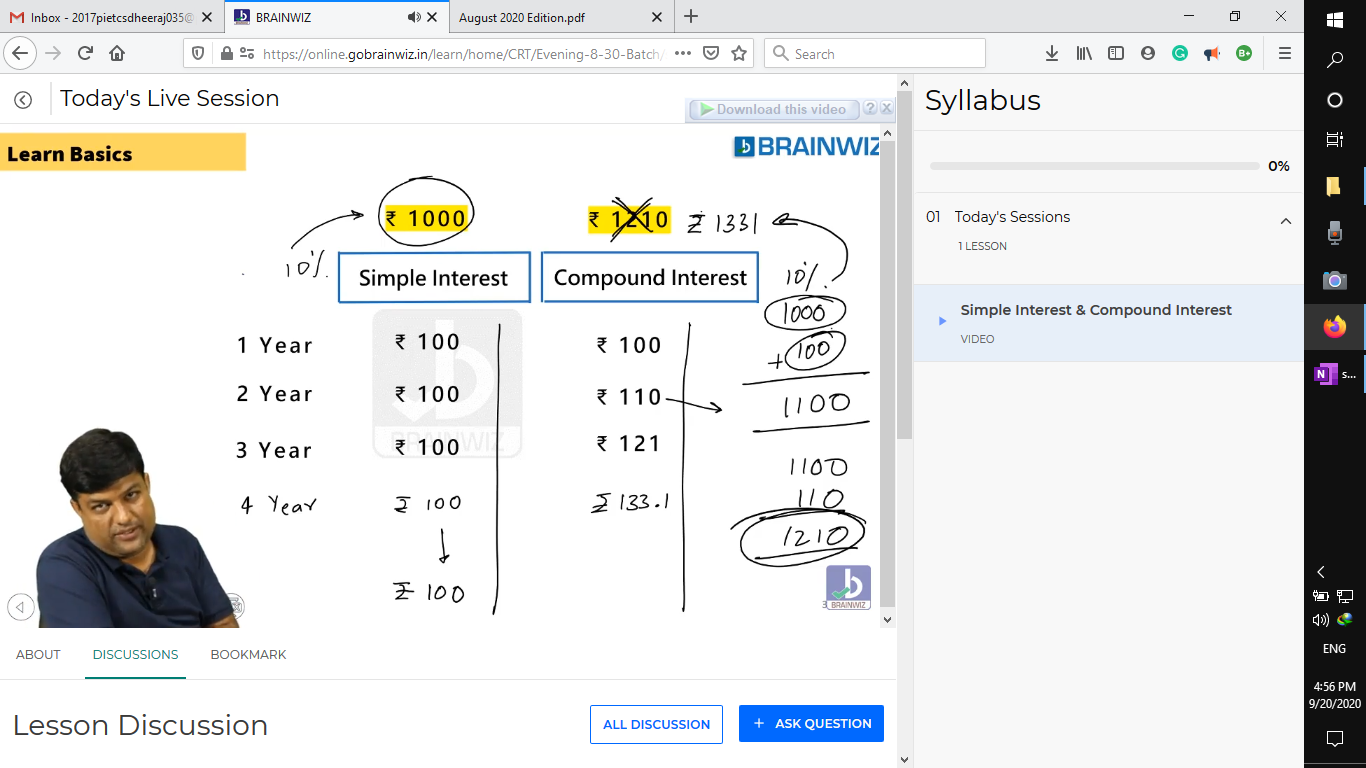 Inbox - 2017pietcsdheeraj035@
BRAINWIZ
August 2020 Edition.pdf
https://online.gobrainwiz.in/learn/home/CRT/Evening-8-30-Batch/
Search
Today's Live Session
Download this video
Learn Basics
BRAINWIZ
₹ 1000
₹ 1210
₹ 1331
10%
Simple Interest
Compound Interest
10%
1000
+ 100
1100
1 Year ₹ 100 ₹ 100
2 Year ₹ 100 ₹ 110
3 Year ₹ 100 ₹ 121
4 Year ₹ 100 ₹ 133.1
₹ 100
1100
110
1210
BRAINWIZ
BRAINWIZ
ABOUT
DISCUSSIONS
BOOKMARK
Lesson Discussion
ALL DISCUSSION
+ ASK QUESTION
Syllabus
0%
01 Today's Sessions
1 LESSON
Simple Interest & Compound Interest
VIDEO
N s...
ENG
4:56 PM
9/20/2020